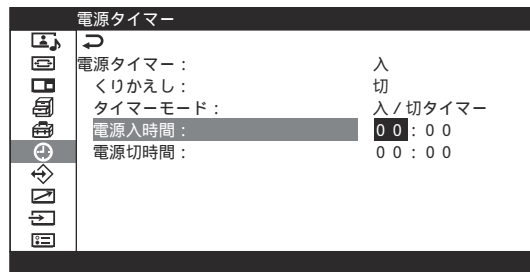 電源タイマー
電源タイマー： 入
くりかえし： 切
タイマーモード： 入/切タイマー
電源入時間： 00：00
電源切時間： 00：00